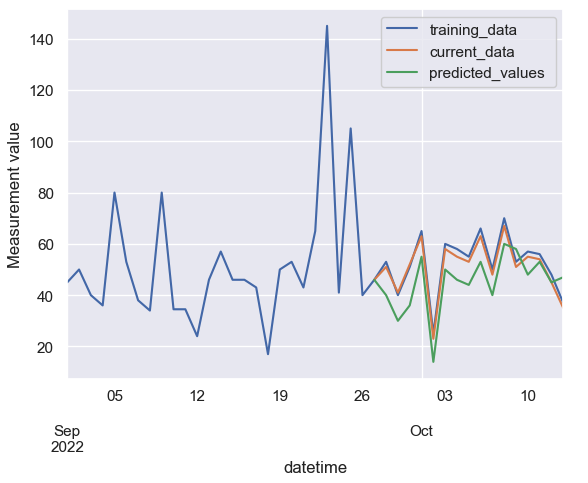 training_data
current_data
predicted_values
Measurement value
140
120
100
80
60
40
20
05
12
19
26
03
10
Sep
2022
Oct
datetime